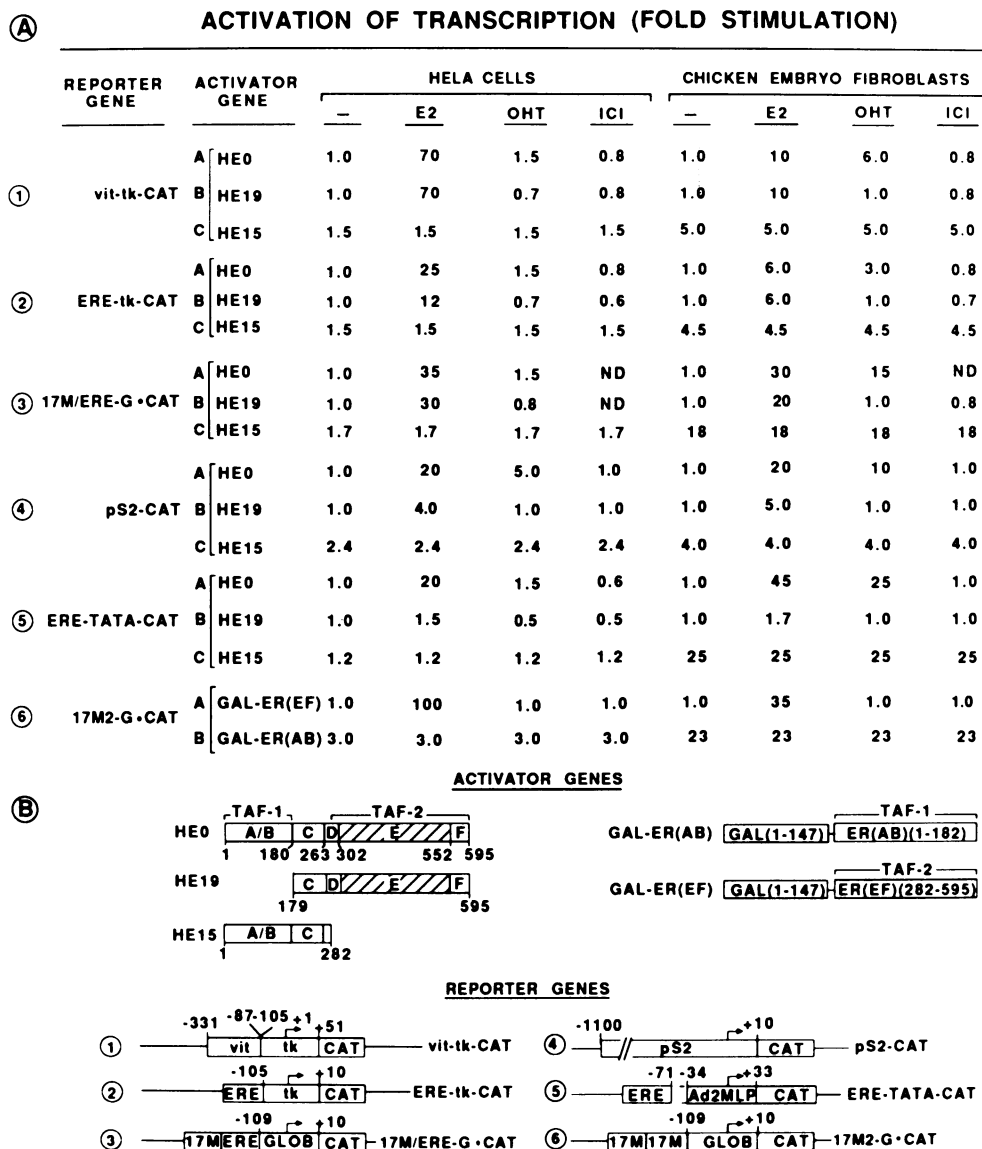 A ACTIVATION OF TRANSCRIPTION (FOLD STIMULATION)
REPORTER GENE ACTIVATOR GENE HELA CELLS CHICKEN EMBRYO FIBROBLASTS
– E2 OHT ICI – E2 OHT ICI
A HE0 1.0 70 1.5 0.8 1.0 10 6.0 0.8
1 vit-tk-CAT B HE19 1.0 70 0.7 0.8 1.0 10 1.0 0.8
C HE15 1.5 1.5 1.5 1.5 5.0 5.0 5.0 5.0
A HE0 1.0 25 1.5 0.8 1.0 6.0 3.0 0.8
2 ERE-tk-CAT B HE19 1.0 12 0.7 0.6 1.0 6.0 1.0 0.7
C HE15 1.5 1.5 1.5 1.5 4.5 4.5 4.5 4.5
A HE0 1.0 35 1.5 ND 1.0 30 15 ND
3 17M/ERE-G•CAT B HE19 1.0 30 0.8 ND 1.0 20 1.0 0.8
C HE15 1.7 1.7 1.7 1.7 18 18 18 18
A HE0 1.0 20 5.0 1.0 1.0 20 10 1.0
4 pS2-CAT B HE19 1.0 4.0 1.0 1.0 1.0 5.0 1.0 1.0
C HE15 2.4 2.4 2.4 2.4 4.0 4.0 4.0 4.0
A HE0 1.0 20 1.5 0.6 1.0 45 25 1.0
5 ERE-TATA-CAT B HE19 1.0 1.5 0.5 0.5 1.0 1.7 1.0 1.0
C HE15 1.2 1.2 1.2 1.2 25 25 25 25
A GAL-ER(EF) 1.0 100 1.0 1.0 1.0 35 1.0 1.0
6 17M2-G•CAT
B GAL-ER(AB) 3.0 3.0 3.0 3.0 23 23 23 23
ACTIVATOR GENES
B
TAF-1 TAF-2
HE0 A/B C D E F
1 180 263 302 552 595
HE19 C D E F
179 595
HE15 A/B C
1 282
TAF-1
GAL-ER(AB) GAL(1-147) ER(AB)(1-182)
TAF-2
GAL-ER(EF) GAL(1-147) ER(EF)(282-595)
REPORTER GENES
-331 -87 -105 +1 +51
1 vit tk CAT vit-tk-CAT
-105 +10
2 ERE tk CAT ERE-tk-CAT
-109 +10
3 17M ERE GLOB CAT 17M/ERE-G•CAT
-1100 +10
4 pS2 CAT pS2-CAT
-71 -34 +33
5 ERE Ad2MLP CAT ERE-TATA-CAT
-109 +10
6 17M 17M GLOB CAT 17M2-G•CAT